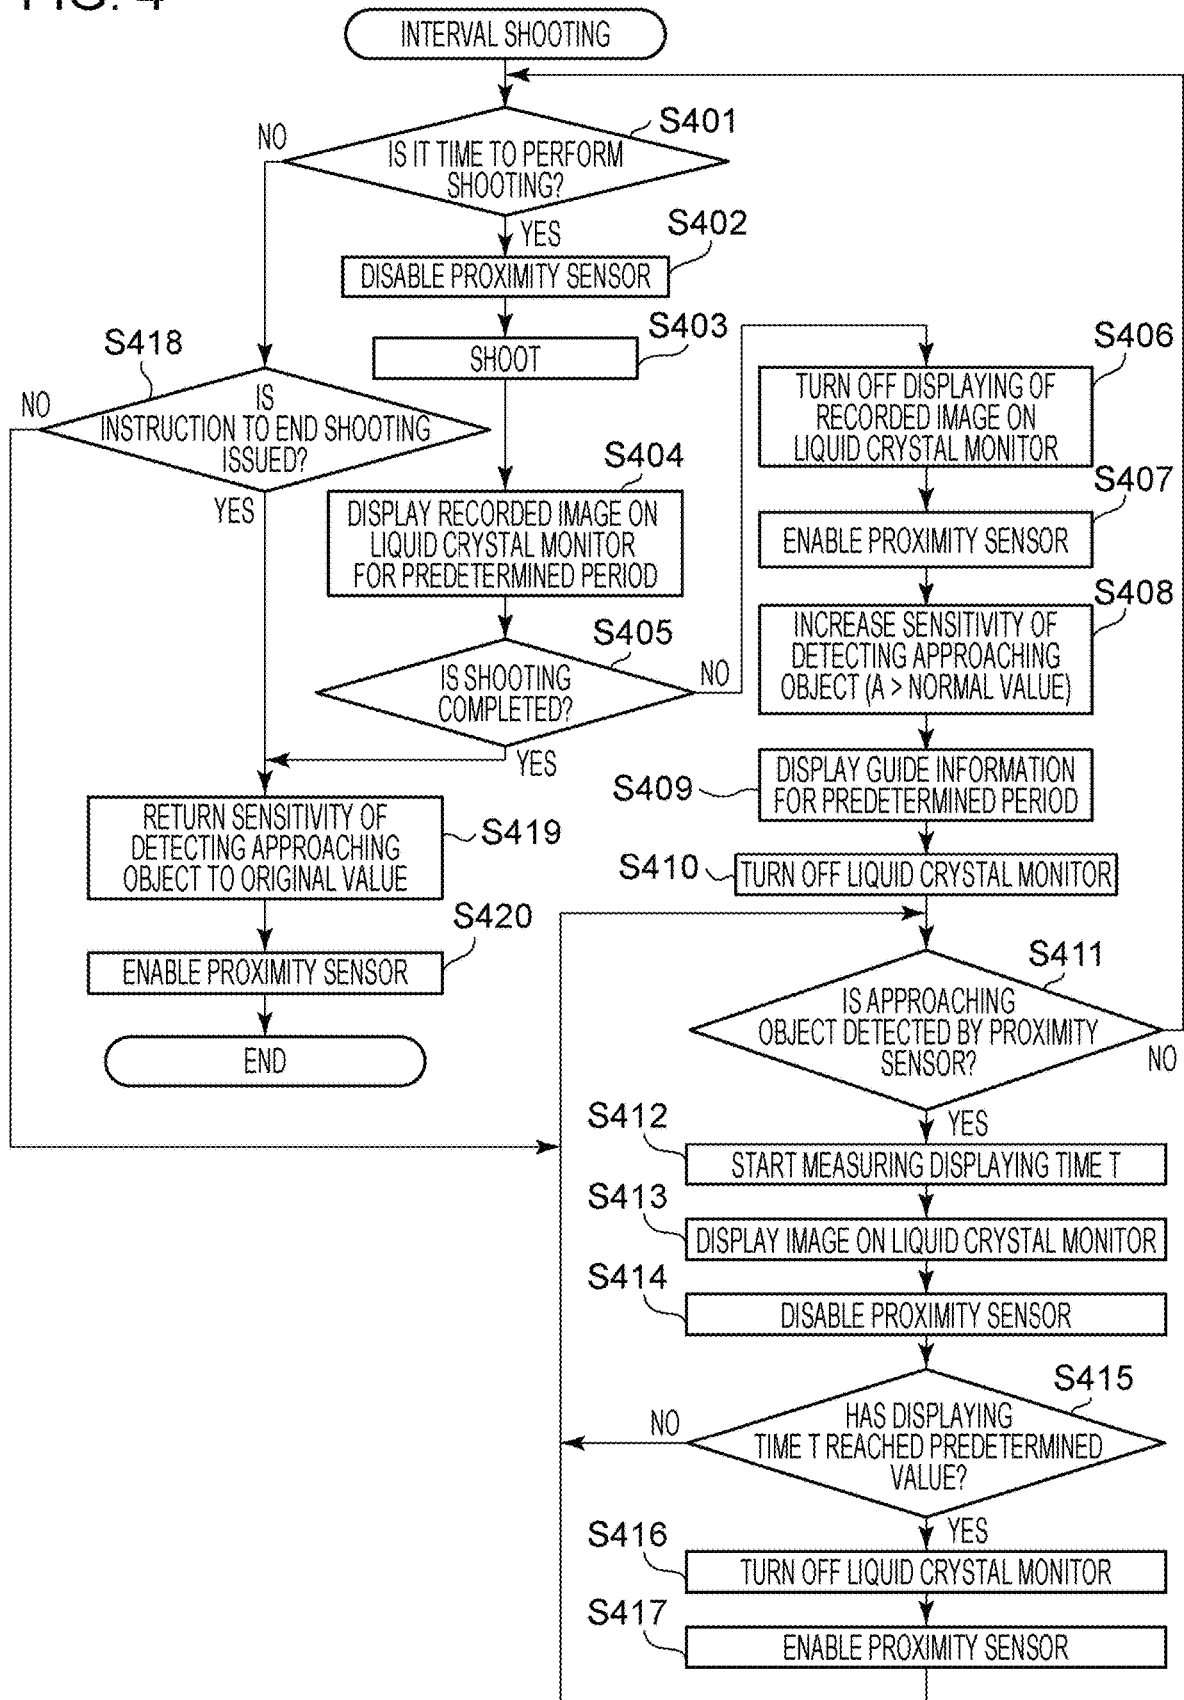 FIG. 4
INTERVAL SHOOTING
S401
NO
IS IT TIME TO PERFORM
SHOOTING?
YES
S402
DISABLE PROXIMITY SENSOR
S403
SHOOT
S418
NO
IS
INSTRUCTION TO END SHOOTING
ISSUED?
YES
S404
DISPLAY RECORDED IMAGE ON
LIQUID CRYSTAL MONITOR
FOR PREDETERMINED PERIOD
S405
IS SHOOTING
COMPLETED?
NO
YES
S406
TURN OFF DISPLAYING OF
RECORDED IMAGE ON
LIQUID CRYSTAL MONITOR
S407
ENABLE PROXIMITY SENSOR
S408
INCREASE SENSITIVITY OF
DETECTING APPROACHING
OBJECT (A > NORMAL VALUE)
S409
DISPLAY GUIDE INFORMATION
FOR PREDETERMINED PERIOD
S410
TURN OFF LIQUID CRYSTAL MONITOR
RETURN SENSITIVITY OF
DETECTING APPROACHING
OBJECT TO ORIGINAL VALUE
S419
S420
ENABLE PROXIMITY SENSOR
END
S411
IS APPROACHING
OBJECT DETECTED BY PROXIMITY
SENSOR?
NO
YES
S412
START MEASURING DISPLAYING TIME T
S413
DISPLAY IMAGE ON LIQUID CRYSTAL MONITOR
S414
DISABLE PROXIMITY SENSOR
S415
NO
HAS DISPLAYING
TIME T REACHED PREDETERMINED
VALUE?
YES
S416
TURN OFF LIQUID CRYSTAL MONITOR
S417
ENABLE PROXIMITY SENSOR